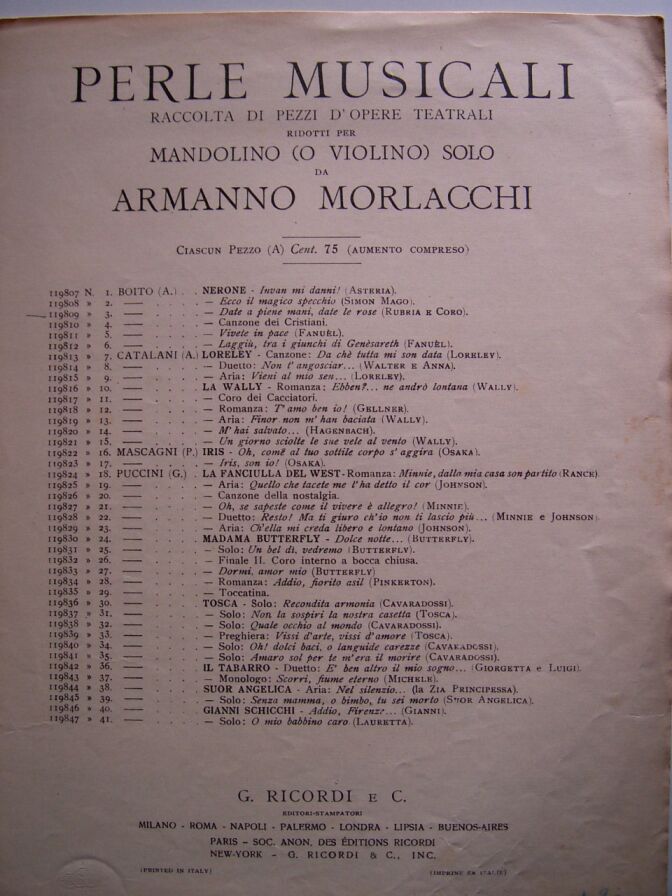 PERLE MUSICALI
RACCOLTA DI PEZZI D'OPERE TEATRALI
RIDOTTI PER
MANDOLINO (O VIOLINO) SOLO
DA
ARMANNO MORLACCHI
CIASCUN PEZZO (A) Cent. 75 (AUMENTO COMPRESO)
119807 N. 1. BOITO (A.) . . NERONE - Invan mi danni! (ASTERIA).
119808 » 2. — . . . . — Ecco il magico specchio (SIMON MAGO).
119809 » 3. — . . . . — Date a piene mani, date le rose (RUBRIA E CORO).
119810 » 4. — . . . . — Canzone dei Cristiani.
119811 » 5. — . . . . — Vivete in pace (FANUÈL).
119812 » 6. — . . . . — Laggiù, tra i giunchi di Genèsareth (FANUÈL).
119813 » 7. CATALANI (A.) LORELEY - Canzone: Da chè tutta mi son data (LORELEY).
119814 » 8. — . . . . — Duetto: Non t'angosciar... (WALTER E ANNA).
119815 » 9. — . . . . — Aria: Vieni al mio sen... (LORELEY).
119816 » 10. — . . . . LA WALLY - Romanza: Ebben?... ne andrò lontana (WALLY).
119817 » 11. — . . . . — Coro dei Cacciatori.
119818 » 12. — . . . . — Romanza: T'amo ben io! (GELLNER).
119819 » 13. — . . . . — Aria: Finor non m'han baciata (WALLY).
119820 » 14. — . . . . — M'hai salvato... (HAGENBACH).
119821 » 15. — . . . . — Un giorno sciolte le sue vele al vento (WALLY).
119822 » 16. MASCAGNI (P.) IRIS - Oh, come al tuo sottile corpo s'aggira (OSAKA).
119823 » 17. — . . . . — Iris, son io! (OSAKA).
119824 » 18. PUCCINI (G.) . LA FANCIULLA DEL WEST-Romanza: Minnie, dalla mia casa son partito (RANCE).
119825 » 19. — . . . . — Aria: Quello che tacete me l'ha detto il cor (JOHNSON).
119826 » 20. — . . . . — Canzone della nostalgia.
119827 » 21. — . . . . — Oh, se sapeste come il vivere è allegro! (MINNIE).
119828 » 22. — . . . . — Duetto: Resto! Ma ti giuro ch'io non ti lascio più... (MINNIE E JOHNSON)
119829 » 23. — . . . . — Aria: Ch'ella mi creda libero e lontano (JOHNSON).
119830 » 24. — . . . . MADAMA BUTTERFLY - Dolce notte... (BUTTERFLY).
119831 » 25. — . . . . — Solo: Un bel dì, vedremo (BUTTERFLY).
119832 » 26. — . . . . — Finale II. Coro interno a bocca chiusa.
119833 » 27. — . . . . — Dormi, amor mio (BUTTERFLY)
119834 » 28. — . . . . — Romanza: Addio, fiorito asil (PINKERTON).
119835 » 29. — . . . . — Toccatina.
119836 » 30. — . . . . TOSCA - Solo: Recondita armonia (CAVARADOSSI).
119837 » 31. — . . . . — Solo: Non la sospiri la nostra casetta (TOSCA).
119838 » 32. — . . . . — Solo: Quale occhio al mondo (CAVARADOSSI).
119839 » 33. — . . . . — Preghiera: Vissi d'arte, vissi d'amore (TOSCA).
119840 » 34. — . . . . — Solo: Oh! dolci baci, o languide carezze (CAVARADOSSI).
119841 » 35. — . . . . — Solo: Amaro sol per te m'era il morire (CAVARADOSSI).
119842 » 36. — . . . . IL TABARRO - Duetto: E' ben altro il mio sogno... (GIORGETTA E LUIGI).
119843 » 37. — . . . . — Monologo: Scorri, fiume eterno (MICHELE).
119844 » 38. — . . . . SUOR ANGELICA - Aria: Nel silenzio... (la ZIA PRINCIPESSA).
119845 » 39. — . . . . — Solo: Senza mamma, o bimbo, tu sei morto (SUOR ANGELICA).
119846 » 40. — . . . . GIANNI SCHICCHI - Addio, Firenze... (GIANNI).
119847 » 41. — . . . . — Solo: O mio babbino caro (LAURETTA).
G. RICORDI E C.
EDITORI-STAMPATORI
MILANO - ROMA - NAPOLI - PALERMO - LONDRA - LIPSIA - BUENOS-AIRES
PARIS - SOC. ANON. DES ÉDITIONS RICORDI
NEW-YORK - G. RICORDI & C., INC.
(PRINTED IN ITALY) (IMPRIMÉ EN ITALIE)